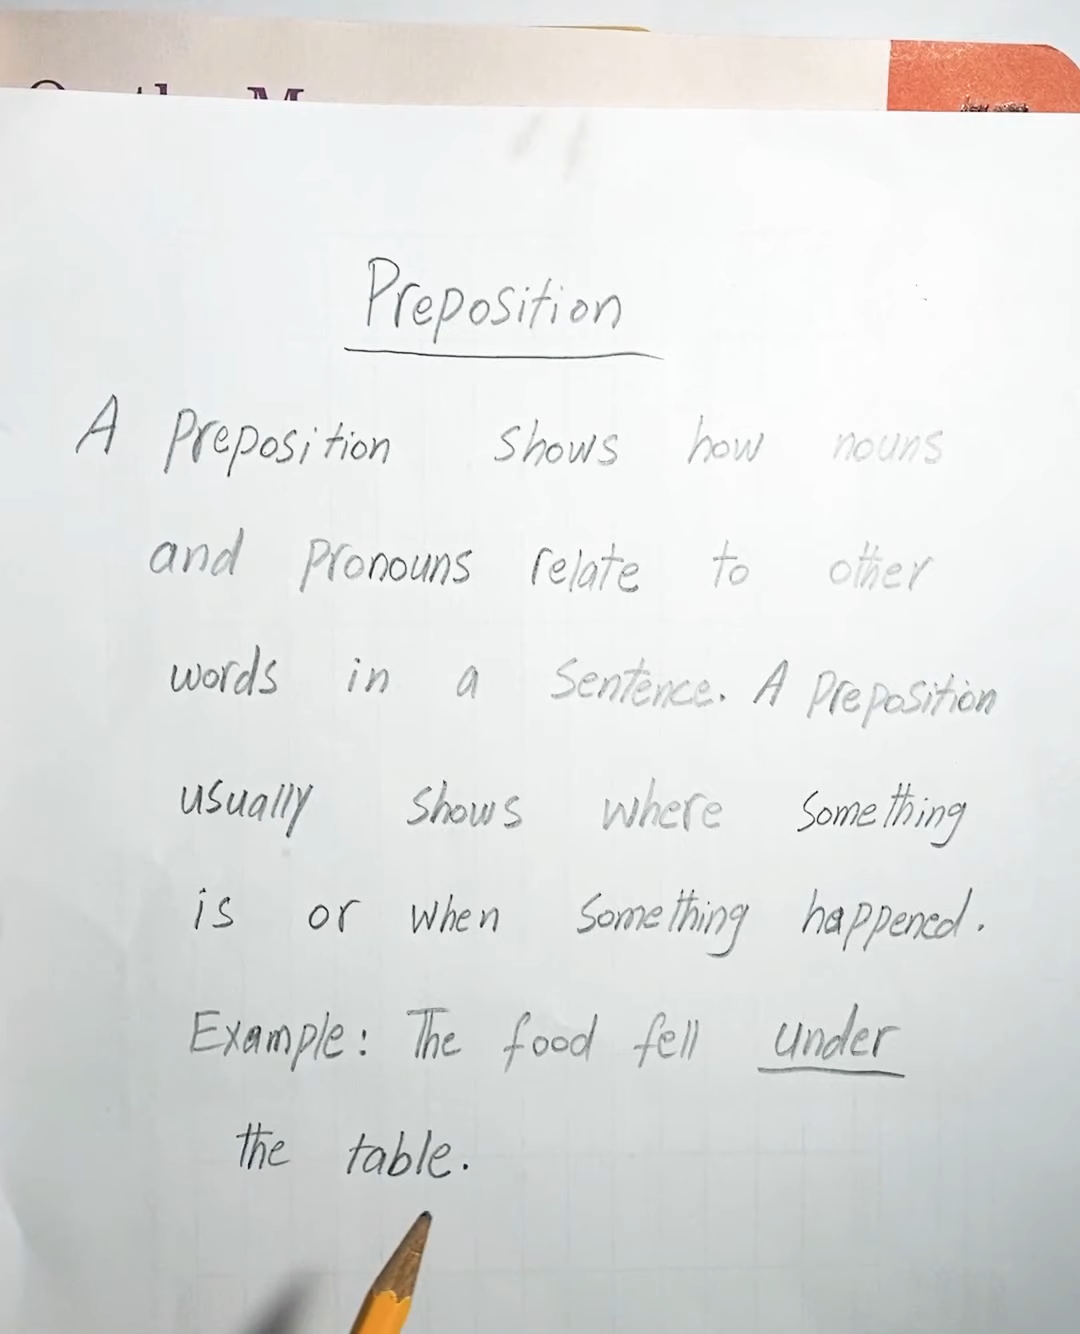 Preposition
A preposition shows how nouns
and pronouns relate to other
words in a sentence. A preposition
usually shows where something
is or when something happened.
Example: The food fell under
the table.